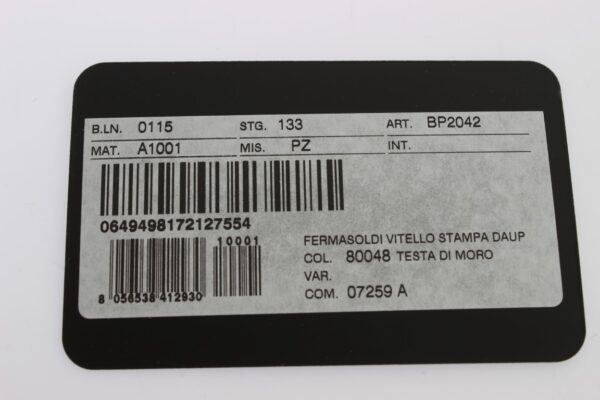 B.LN. 0115 STG. 133 ART. BP2042
MAT. A1001 MIS. PZ INT.
0649498172127554
10001
FERMASOLDI VITELLO STAMPA DAUP
COL. 80048 TESTA DI MORO
VAR.
COM. 07259 A
8 056538 412930